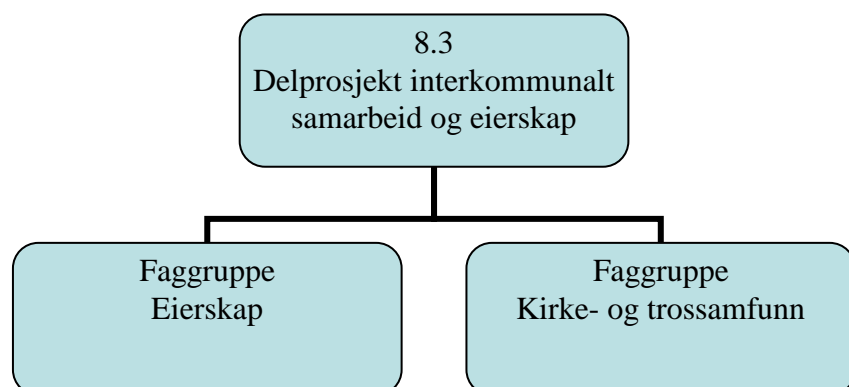 8.3
Delprosjekt interkommunalt
samarbeid og eierskap
Faggruppe
Eierskap
Faggruppe
Kirke- og trossamfunn